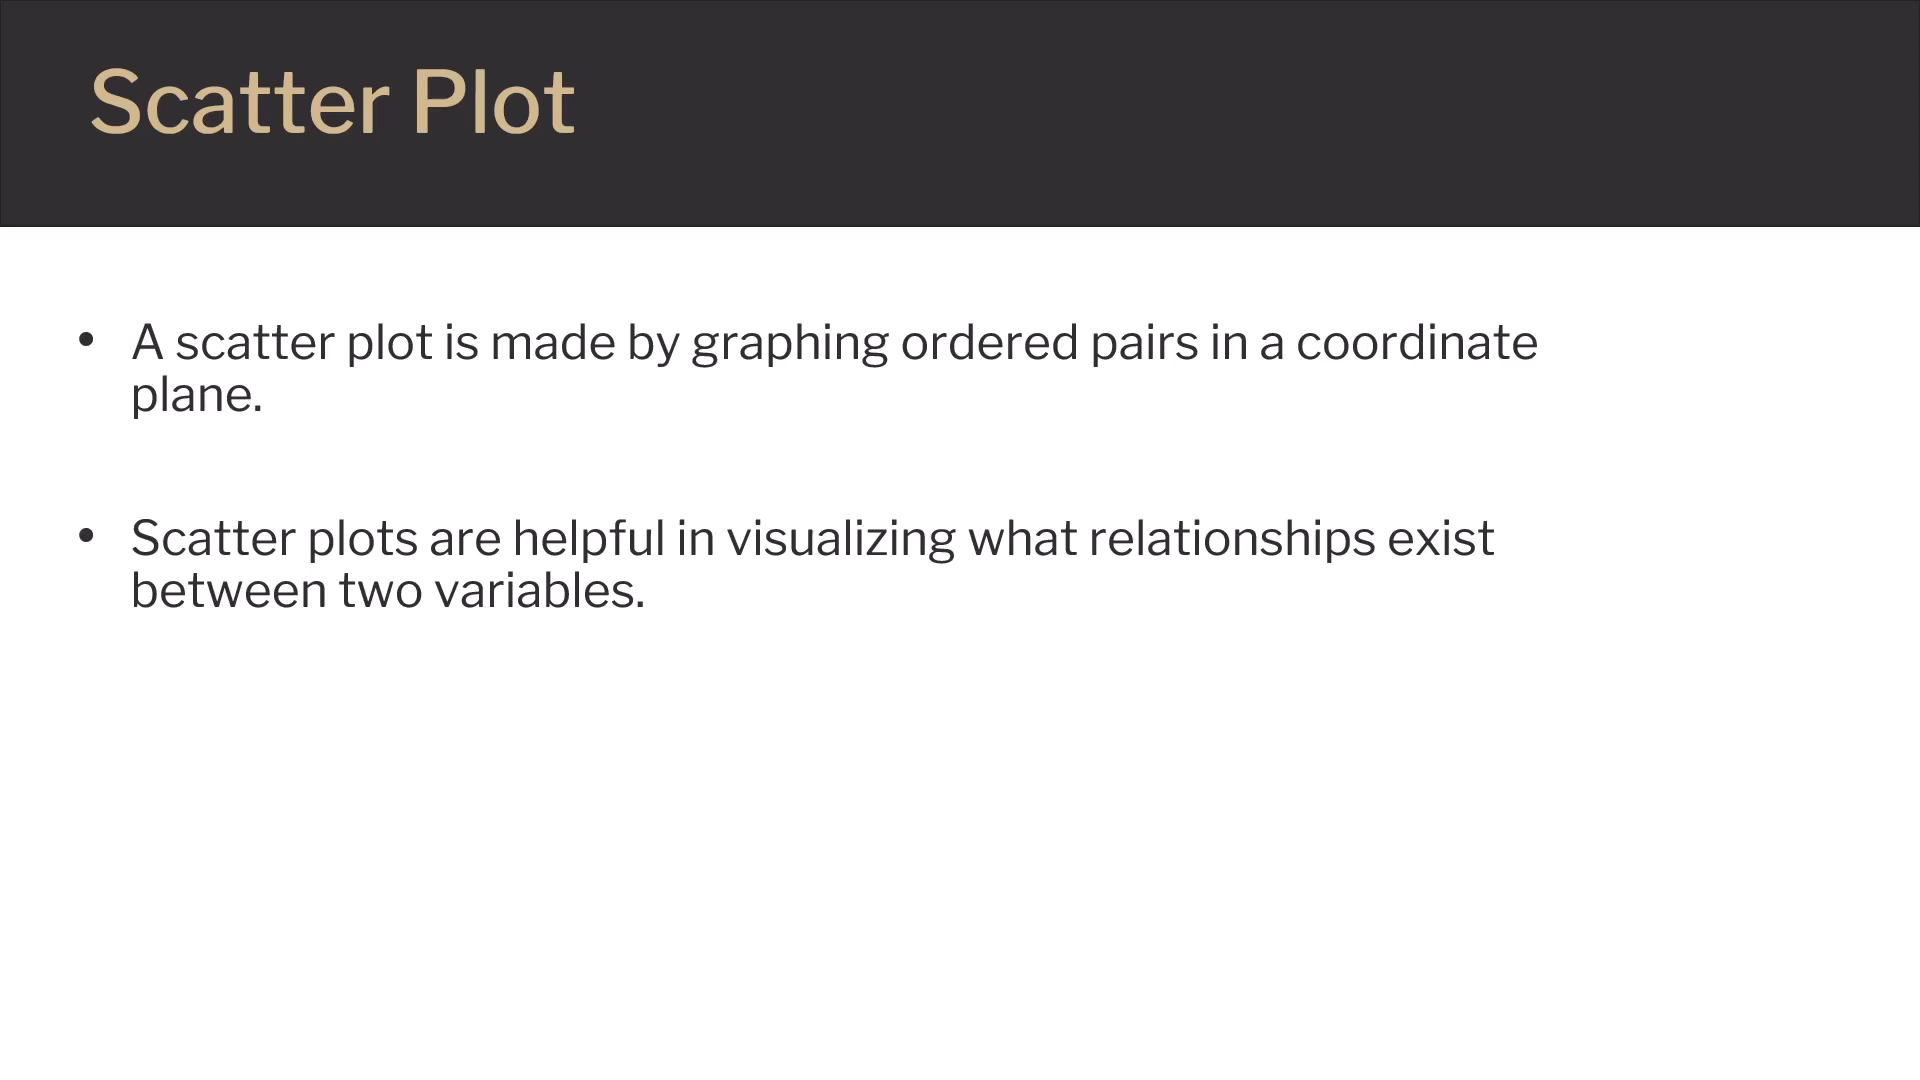 Scatter Plot
• A scatter plot is made by graphing ordered pairs in a coordinate
plane.
• Scatter plots are helpful in visualizing what relationships exist
between two variables.